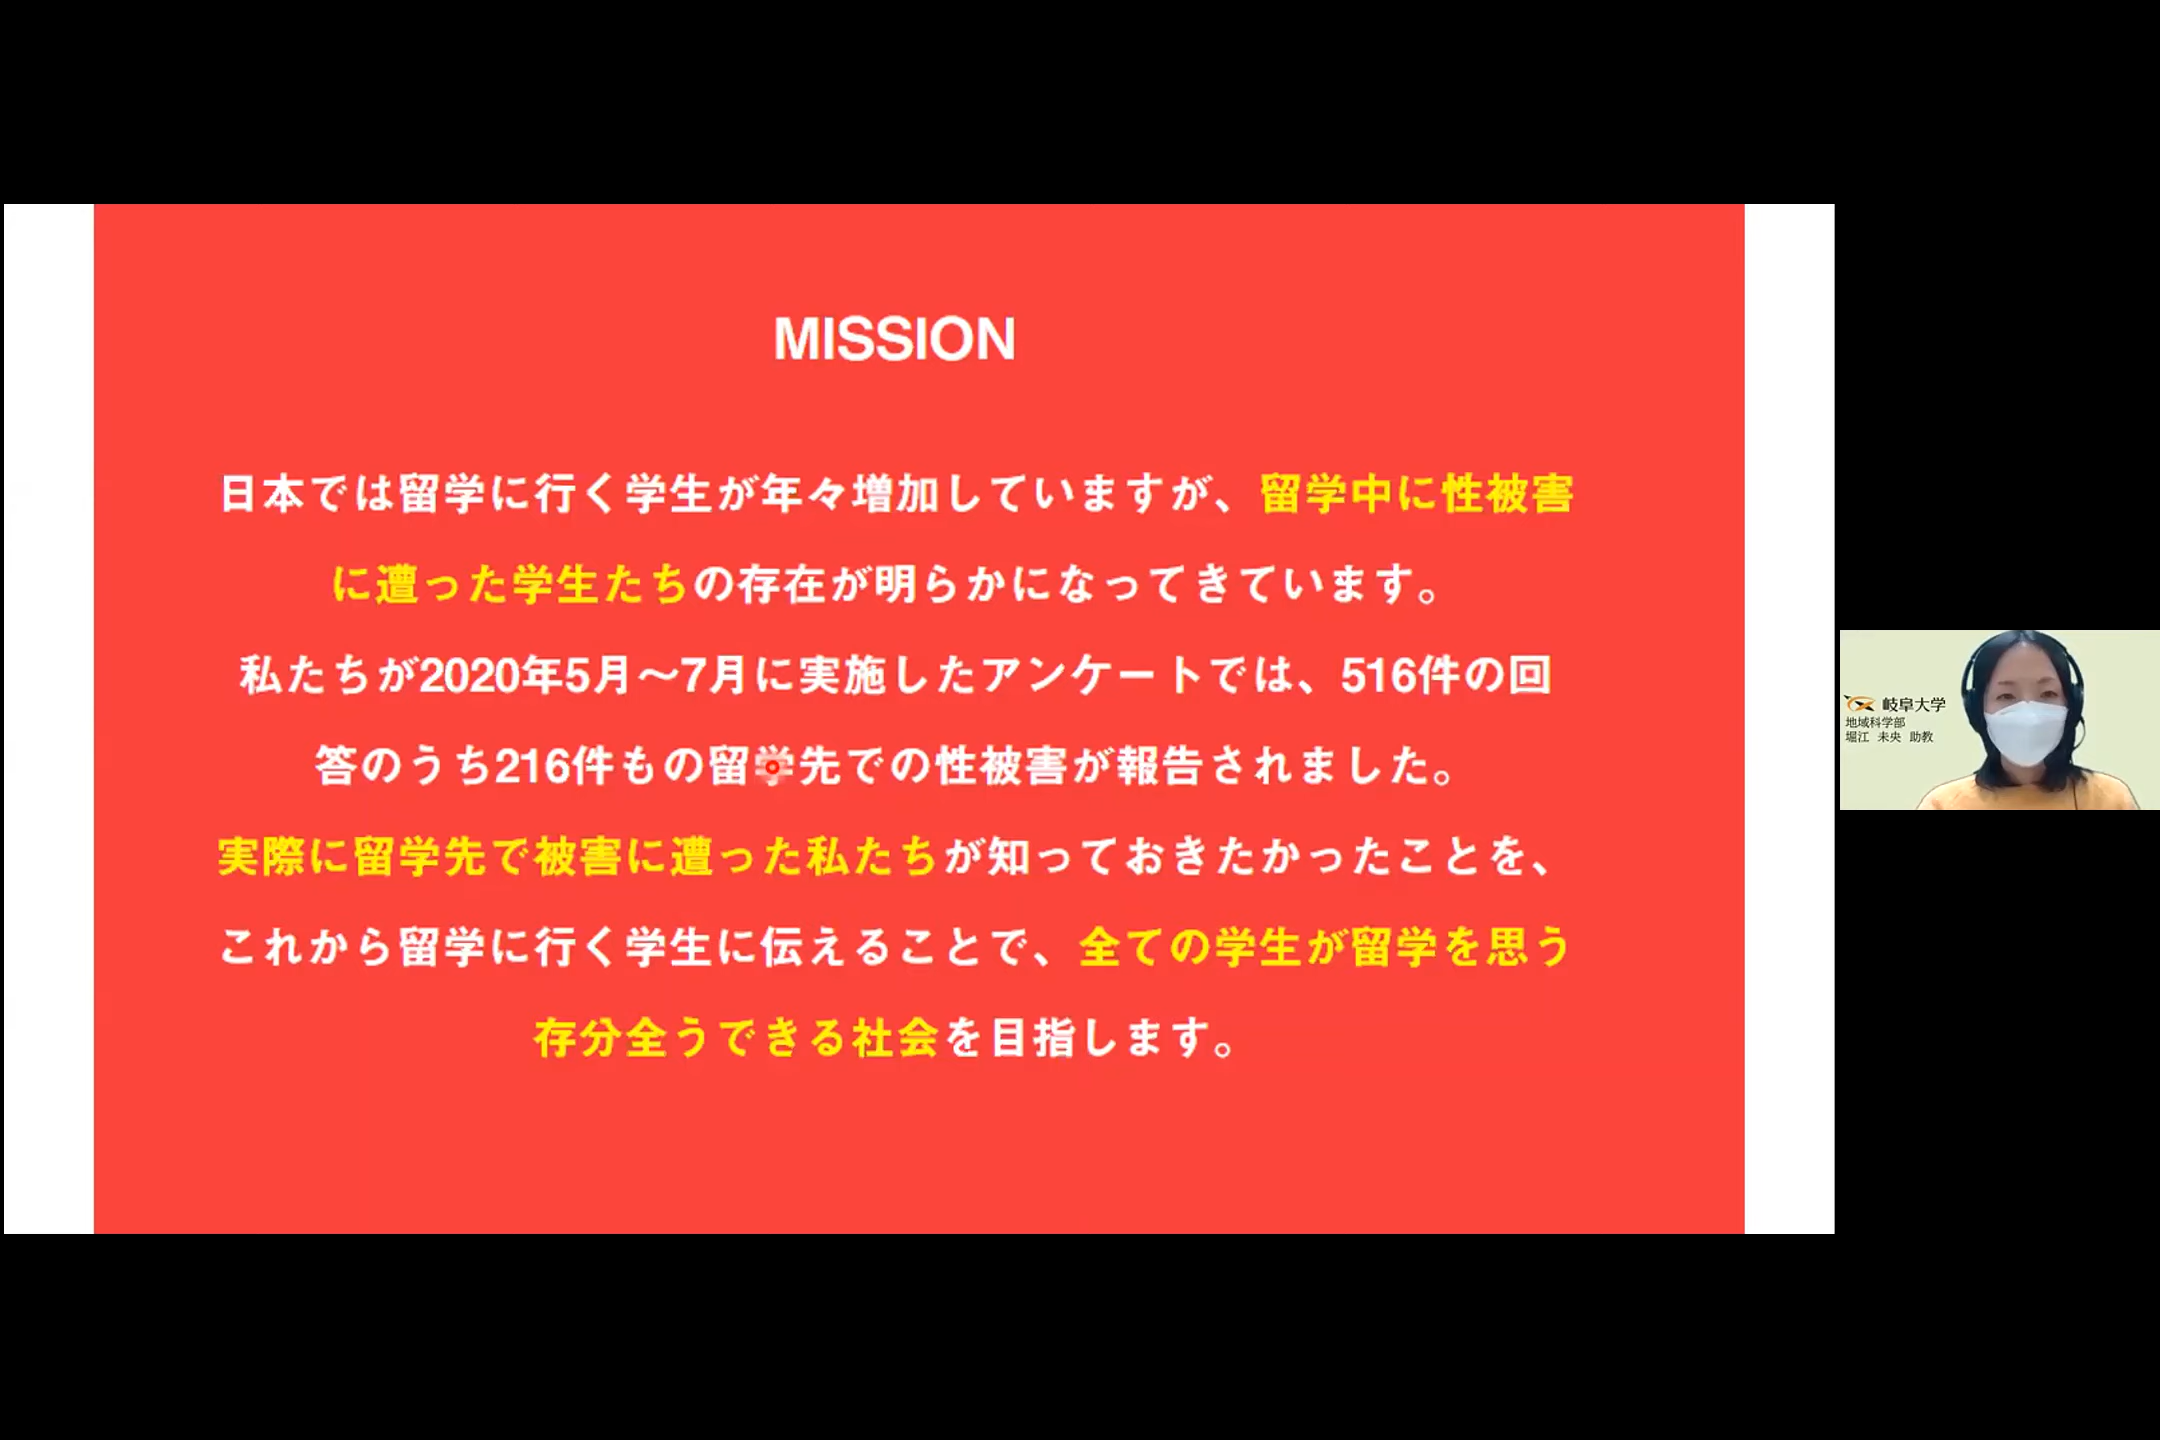 MISSION
日本では留学に行く学生が年々増加していますが、留学中に性被害
に遭った学生たちの存在が明らかになってきています。
私たちが2020年5月～7月に実施したアンケートでは、516件の回
答のうち216件もの留学先での性被害が報告されました。
実際に留学先で被害に遭った私たちが知っておきたかったことを、
これから留学に行く学生に伝えることで、全ての学生が留学を思う
存分全うできる社会を目指します。
岐阜大学
地域科学部
堀江 未央 助教